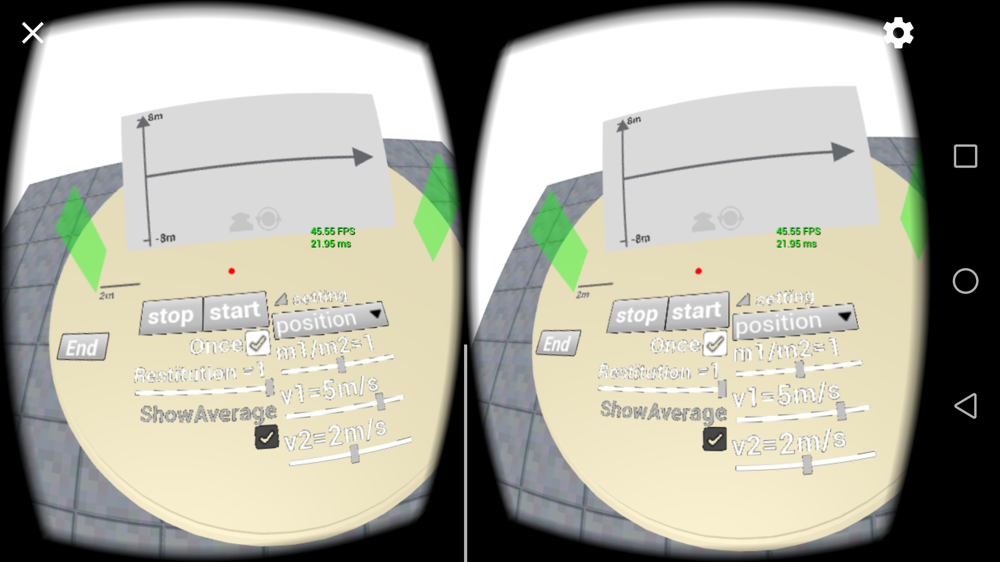 8m
-8m
45.55 FPS
21.95 ms
2m
stop start
setting
position
End
Once
m1/m2=1
Restitution =1
v1=5m/s
ShowAverage
v2=2m/s
8m
-8m
45.55 FPS
21.95 ms
2m
stop start
setting
position
End
Once
m1/m2=1
Restitution =1
v1=5m/s
ShowAverage
v2=2m/s